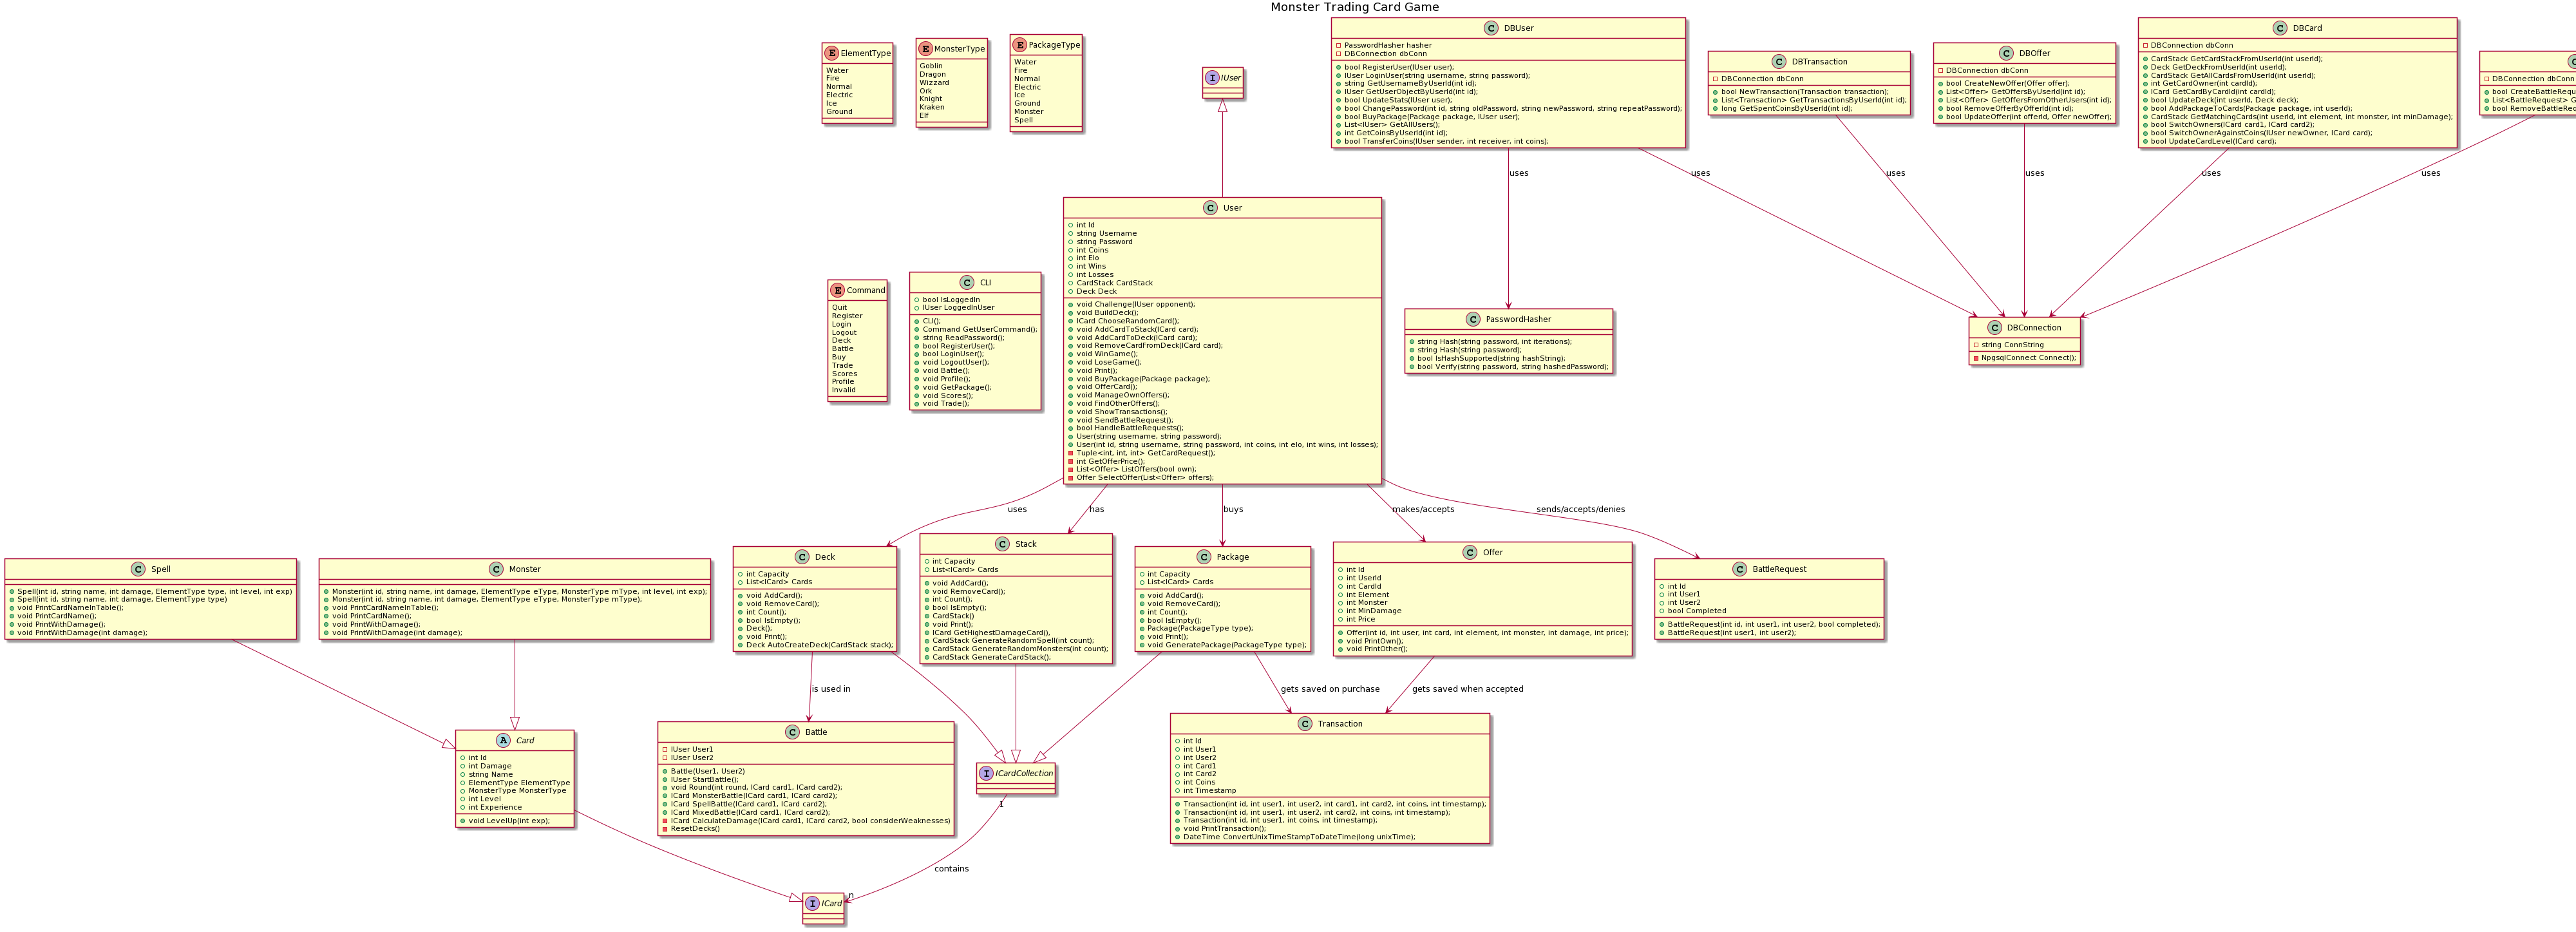 Monster Trading Card Game
E ElementType
Water
Fire
Normal
Electric
Ice
Ground
E MonsterType
Goblin
Dragon
Wizzard
Ork
Knight
Kraken
Elf
E PackageType
Water
Fire
Normal
Electric
Ice
Ground
Monster
Spell
I IUser
C DBUser
PasswordHasher hasher
DBConnection dbConn
bool RegisterUser(IUser user);
IUser LoginUser(string username, string password);
string GetUsernameByUserId(int id);
IUser GetUserObjectByUserId(int id);
bool UpdateStats(IUser user);
bool ChangePassword(int id, string oldPassword, string newPassword, string repeatPassword);
bool BuyPackage(Package package, IUser user);
List<IUser> GetAllUsers();
int GetCoinsByUserId(int id);
bool TransferCoins(IUser sender, int receiver, int coins);
C DBTransaction
DBConnection dbConn
bool NewTransaction(Transaction transaction);
List<Transaction> GetTransactionsByUserId(int id);
long GetSpentCoinsByUserId(int id);
C DBOffer
DBConnection dbConn
bool CreateNewOffer(Offer offer);
List<Offer> GetOffersByUserId(int id);
List<Offer> GetOffersFromOtherUsers(int id);
bool RemoveOfferByOfferId(int id);
bool UpdateOffer(int offerId, Offer newOffer);
C DBCard
DBConnection dbConn
CardStack GetCardStackFromUserId(int userId);
Deck GetDeckFromUserId(int userId);
CardStack GetAllCardsFromUserId(int userId);
int GetCardOwner(int cardId);
ICard GetCardByCardId(int cardId);
bool UpdateDeck(int userId, Deck deck);
bool AddPackageToCards(Package package, int userId);
CardStack GetMatchingCards(int userId, int element, int monster, int minDamage);
bool SwitchOwners(ICard card1, ICard card2);
bool SwitchOwnerAgainstCoins(IUser newOwner, ICard card);
bool UpdateCardLevel(ICard card);
DBConnection dbConn
bool CreateBattleRequ
List<BattleRequest> G
bool RemoveBattleRec
uses
uses
uses
uses
uses
uses
E Command
Quit
Register
Login
Logout
Deck
Battle
Buy
Trade
Scores
Profile
Invalid
C CLI
bool IsLoggedIn
IUser LoggedInUser
CLI();
Command GetUserCommand();
string ReadPassword();
bool RegisterUser();
bool LoginUser();
void LogoutUser();
void Battle();
void Profile();
void GetPackage();
void Scores();
void Trade();
C User
int Id
string Username
string Password
int Coins
int Elo
int Wins
int Losses
CardStack CardStack
Deck Deck
void Challenge(IUser opponent);
void BuildDeck();
ICard ChooseRandomCard();
void AddCardToStack(ICard card);
void AddCardToDeck(ICard card);
void RemoveCardFromDeck(ICard card);
void WinGame();
void LoseGame();
void Print();
void BuyPackage(Package package);
void OfferCard();
void ManageOwnOffers();
void FindOtherOffers();
void ShowTransactions();
void SendBattleRequest();
bool HandleBattleRequests();
User(string username, string password);
User(int id, string username, string password, int coins, int elo, int wins, int losses);
Tuple<int, int, int> GetCardRequest();
int GetOfferPrice();
List<Offer> ListOffers(bool own);
Offer SelectOffer(List<Offer> offers);
C PasswordHasher
string Hash(string password, int iterations);
string Hash(string password);
bool IsHashSupported(string hashString);
bool Verify(string password, string hashedPassword);
C DBConnection
string ConnString
NpgsqlConnect Connect();
uses
has
buys
makes/accepts
sends/accepts/denies
C Spell
Spell(int id, string name, int damage, ElementType type, int level, int exp)
Spell(int id, string name, int damage, ElementType type)
void PrintCardNameInTable();
void PrintCardName();
void PrintWithDamage();
void PrintWithDamage(int damage);
C Monster
Monster(int id, string name, int damage, ElementType eType, MonsterType mType, int level, int exp);
Monster(int id, string name, int damage, ElementType eType, MonsterType mType);
void PrintCardNameInTable();
void PrintCardName();
void PrintWithDamage();
void PrintWithDamage(int damage);
C Deck
int Capacity
List<ICard> Cards
void AddCard();
void RemoveCard();
int Count();
bool IsEmpty();
Deck();
void Print();
Deck AutoCreateDeck(CardStack stack);
C Stack
int Capacity
List<ICard> Cards
void AddCard();
void RemoveCard();
int Count();
bool IsEmpty();
CardStack()
void Print();
ICard GetHighestDamageCard(),
CardStack GenerateRandomSpell(int count);
CardStack GenerateRandomMonsters(int count);
CardStack GenerateCardStack();
C Package
int Capacity
List<ICard> Cards
void AddCard();
void RemoveCard();
int Count();
bool IsEmpty();
Package(PackageType type);
void Print();
void GeneratePackage(PackageType type);
C Offer
int Id
int UserId
int CardId
int Element
int Monster
int MinDamage
int Price
Offer(int id, int user, int card, int element, int monster, int damage, int price);
void PrintOwn();
void PrintOther();
C BattleRequest
int Id
int User1
int User2
bool Completed
BattleRequest(int id, int user1, int user2, bool completed);
BattleRequest(int user1, int user2);
is used in
gets saved on purchase
gets saved when accepted
A Card
int Id
int Damage
string Name
ElementType ElementType
MonsterType MonsterType
int Level
int Experience
void LevelUp(int exp);
C Battle
IUser User1
IUser User2
Battle(User1, User2)
IUser StartBattle();
void Round(int round, ICard card1, ICard card2);
ICard MonsterBattle(ICard card1, ICard card2);
ICard SpellBattle(ICard card1, ICard card2);
ICard MixedBattle(ICard card1, ICard card2);
ICard CalculateDamage(ICard card1, ICard card2, bool considerWeaknesses)
ResetDecks()
I ICardCollection
C Transaction
int Id
int User1
int User2
int Card1
int Card2
int Coins
int Timestamp
Transaction(int id, int user1, int user2, int card1, int card2, int coins, int timestamp);
Transaction(int id, int user1, int user2, int card2, int coins, int timestamp);
Transaction(int id, int user1, int coins, int timestamp);
void PrintTransaction();
DateTime ConvertUnixTimeStampToDateTime(long unixTime);
1
contains
n
I ICard